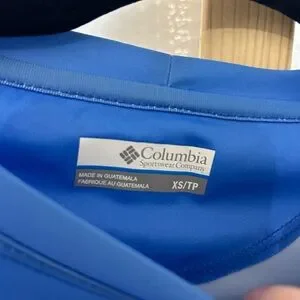 Columbia
Sportswear Company
MADE IN GUATEMALA
FABRIQUÉ AU GUATEMALA
XS/TP